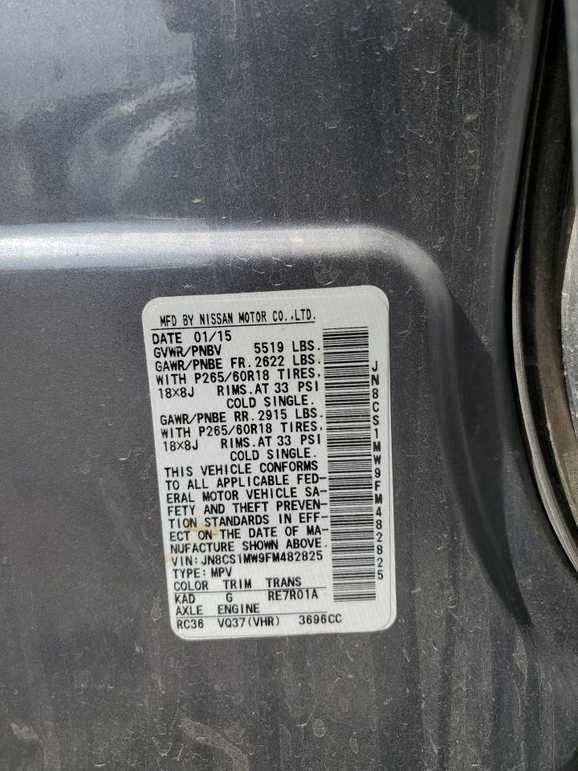 MFD BY NISSAN MOTOR CO.,LTD.
DATE 01/15
GVWR/PNBV 5519 LBS.
GAWR/PNBE FR. 2622 LBS.
WITH P265/60R18 TIRES,
18×8J RIMS.AT 33 PSI
COLD SINGLE.
GAWR/PNBE RR. 2915 LBS.
WITH P265/60R18 TIRES,
18×8J RIMS.AT 33 PSI
COLD SINGLE.
THIS VEHICLE CONFORMS
TO ALL APPLICABLE FED-
ERAL MOTOR VEHICLE SA-
FETY AND THEFT PREVEN-
TION STANDARDS IN EFF-
ECT ON THE DATE OF MA-
NUFACTURE SHOWN ABOVE.
VIN: JN8CS1MW9FM482825
TYPE: MPV
COLOR TRIM TRANS
KAD G RE7R01A
AXLE ENGINE
RC36 VQ37(VHR) 3696CC
JN8CS1MW9FM482825